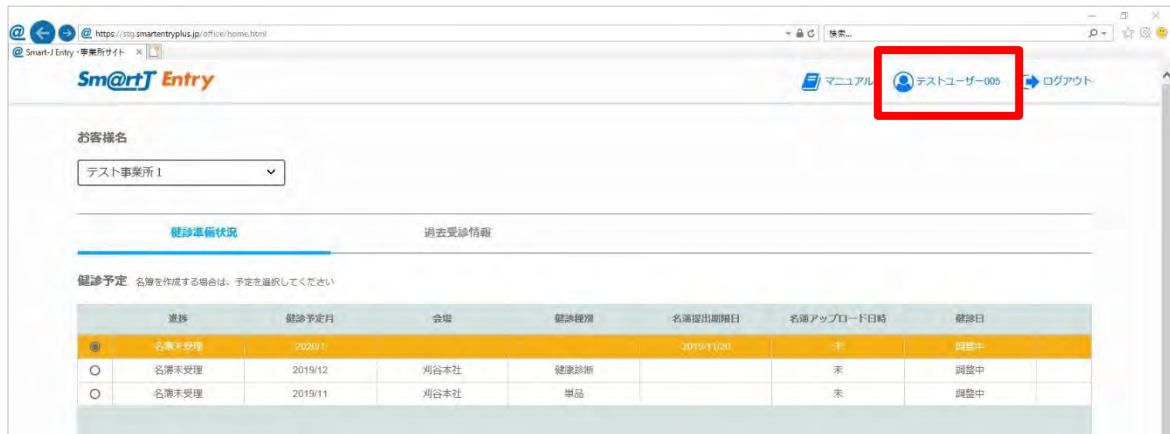 https://stg.smartentryplus.jp/office/home.html 検索...
Smart-J Entry - 事業所サイト
Sm@rtJ Entry マニュアル テストユーザー005 ログアウト
お客様名
テスト事業所1
健診準備状況 過去受診情報
健診予定 名簿を作成する場合は、予定を選択してください
進捗 健診予定月 会場 健診種別 名簿提出期限日 名簿アップロード日時 健診日
名簿未受理 2020/1 2019/11/20 未 調整中
名簿未受理 2019/12 刈谷本社 健康診断 未 調整中
名簿未受理 2019/11 刈谷本社 単品 未 調整中